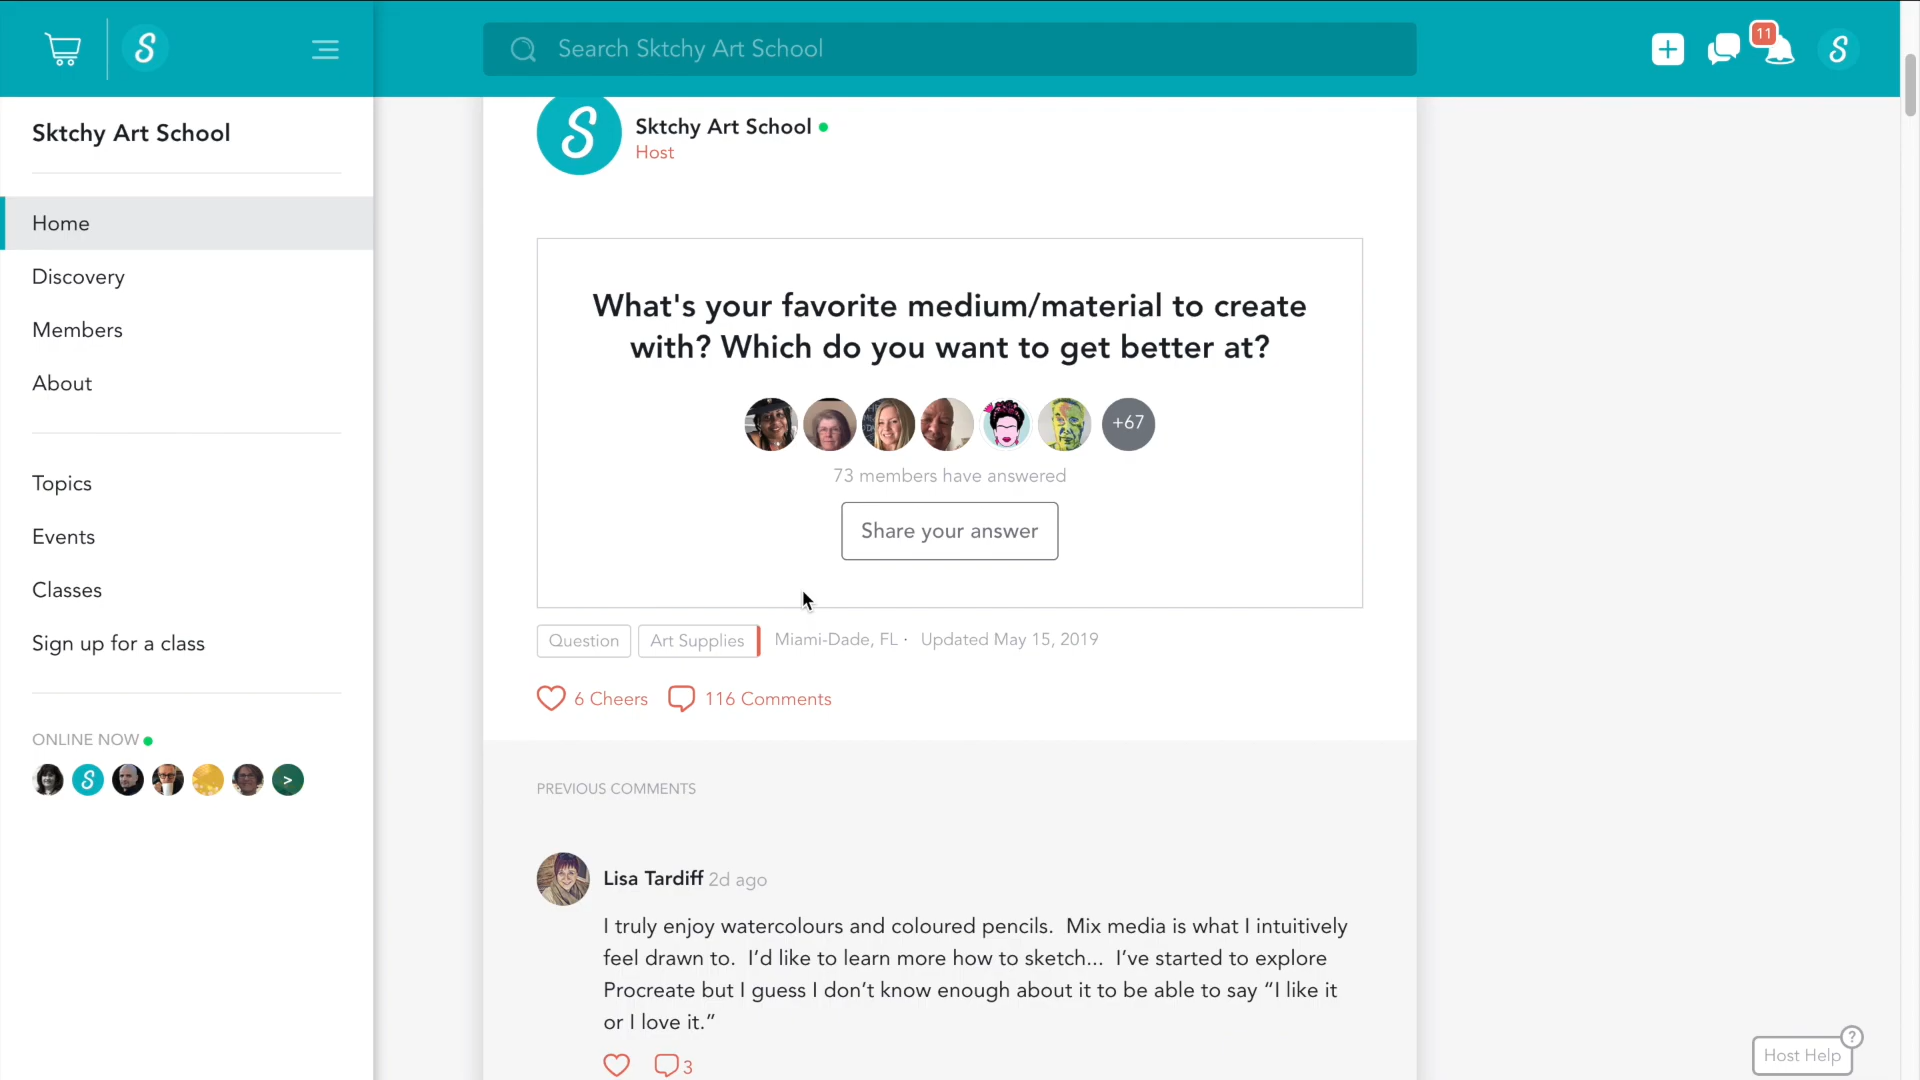 Search Sktchy Art School
11
Sktchy Art School
Home
Discovery
Members
About
Topics
Events
Classes
Sign up for a class
ONLINE NOW
>
Sktchy Art School
Host
What's your favorite medium/material to create
with? Which do you want to get better at?
+67
73 members have answered
Share your answer
Question Art Supplies Miami-Dade, FL · Updated May 15, 2019
6 Cheers 116 Comments
PREVIOUS COMMENTS
Lisa Tardiff 2d ago
I truly enjoy watercolours and coloured pencils.  Mix media is what I intuitively
feel drawn to.  I’d like to learn more how to sketch...  I’ve started to explore
Procreate but I guess I don’t know enough about it to be able to say “I like it
or I love it.”
3
?
Host Help